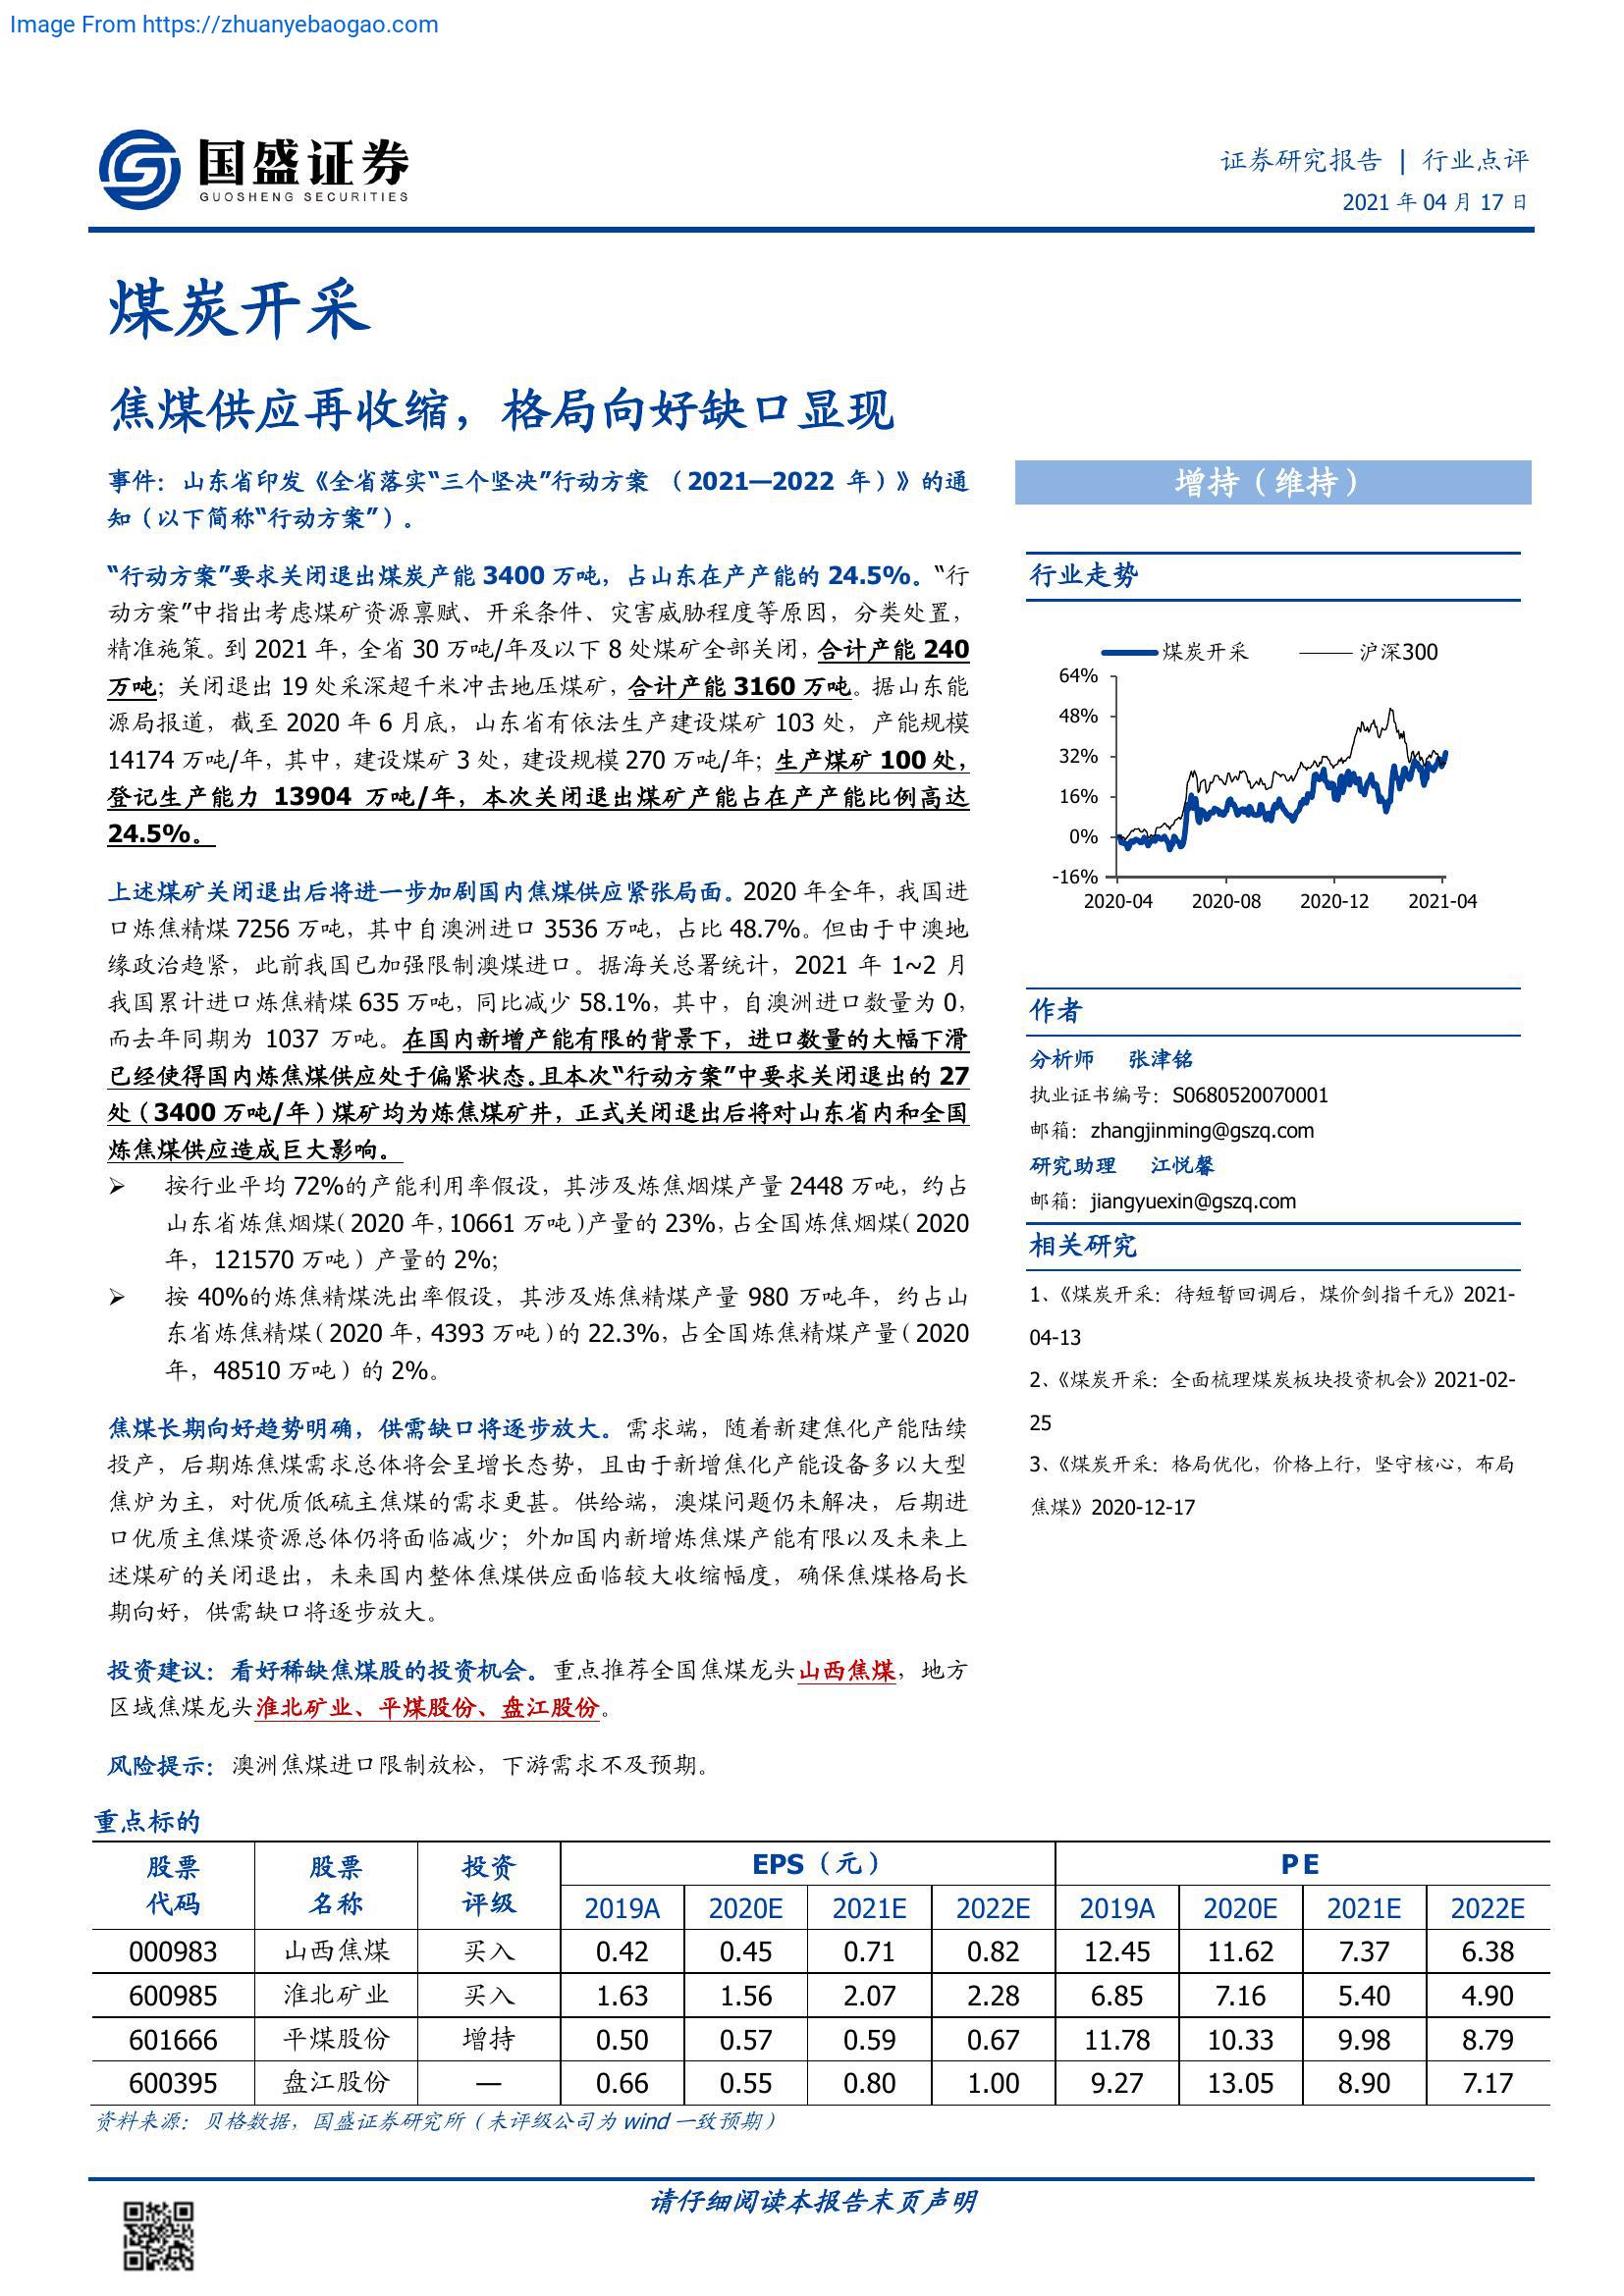 Image From https://zhuanyebaogao.com
国盛证券
GUOSHENG SECURITIES
证券研究报告 | 行业点评
2021 年 04 月 17 日
煤炭开采
焦煤供应再收缩，格局向好缺口显现
事件：山东省印发《全省落实“三个坚决”行动方案 （2021—2022 年）》的通
知（以下简称“行动方案”）。
“行动方案”要求关闭退出煤炭产能 3400 万吨，占山东在产产能的 24.5%。“行
动方案”中指出考虑煤矿资源禀赋、开采条件、灾害威胁程度等原因，分类处置，
精准施策。到 2021 年，全省 30 万吨/年及以下 8 处煤矿全部关闭，合计产能 240
万吨；关闭退出 19 处采深超千米冲击地压煤矿，合计产能 3160 万吨。据山东能
源局报道，截至 2020 年 6 月底，山东省有依法生产建设煤矿 103 处，产能规模
14174 万吨/年，其中，建设煤矿 3 处，建设规模 270 万吨/年；生产煤矿 100 处，
登记生产能力 13904 万吨/年，本次关闭退出煤矿产能占在产产能比例高达
24.5%。
上述煤矿关闭退出后将进一步加剧国内焦煤供应紧张局面。2020 年全年，我国进
口炼焦精煤 7256 万吨，其中自澳洲进口 3536 万吨，占比 48.7%。但由于中澳地
缘政治趋紧，此前我国已加强限制澳煤进口。据海关总署统计，2021 年 1~2 月
我国累计进口炼焦精煤 635 万吨，同比减少 58.1%，其中，自澳洲进口数量为 0，
而去年同期为 1037 万吨。在国内新增产能有限的背景下，进口数量的大幅下滑
已经使得国内炼焦煤供应处于偏紧状态。且本次“行动方案”中要求关闭退出的 27
处（3400 万吨/年）煤矿均为炼焦煤矿井，正式关闭退出后将对山东省内和全国
炼焦煤供应造成巨大影响。
➢ 按行业平均 72%的产能利用率假设，其涉及炼焦烟煤产量 2448 万吨，约占
山东省炼焦烟煤（2020 年，10661 万吨）产量的 23%，占全国炼焦烟煤（2020
年，121570 万吨）产量的 2%；
➢ 按 40%的炼焦精煤洗出率假设，其涉及炼焦精煤产量 980 万吨年，约占山
东省炼焦精煤（2020 年，4393 万吨）的 22.3%，占全国炼焦精煤产量（2020
年，48510 万吨）的 2%。
焦煤长期向好趋势明确，供需缺口将逐步放大。需求端，随着新建焦化产能陆续
投产，后期炼焦煤需求总体将会呈增长态势，且由于新增焦化产能设备多以大型
焦炉为主，对优质低硫主焦煤的需求更甚。供给端，澳煤问题仍未解决，后期进
口优质主焦煤资源总体仍将面临减少；外加国内新增炼焦煤产能有限以及未来上
述煤矿的关闭退出，未来国内整体焦煤供应面临较大收缩幅度，确保焦煤格局长
期向好，供需缺口将逐步放大。
投资建议：看好稀缺焦煤股的投资机会。重点推荐全国焦煤龙头山西焦煤，地方
区域焦煤龙头淮北矿业、平煤股份、盘江股份。
风险提示：澳洲焦煤进口限制放松，下游需求不及预期。
增持（维持）
行业走势
煤炭开采 沪深300
64%
48%
32%
16%
0%
-16%
2020-04 2020-08 2020-12 2021-04
作者
分析师 张津铭
执业证书编号：S0680520070001
邮箱：zhangjinming@gszq.com
研究助理 江悦馨
邮箱：jiangyuexin@gszq.com
相关研究
1、《煤炭开采：待短暂回调后，煤价剑指千元》2021-
04-13
2、《煤炭开采：全面梳理煤炭板块投资机会》2021-02-
25
3、《煤炭开采：格局优化，价格上行，坚守核心，布局
焦煤》2020-12-17
重点标的
股票 股票 投资 EPS（元） PE
代码 名称 评级 2019A 2020E 2021E 2022E 2019A 2020E 2021E 2022E
000983 山西焦煤 买入 0.42 0.45 0.71 0.82 12.45 11.62 7.37 6.38
600985 淮北矿业 买入 1.63 1.56 2.07 2.28 6.85 7.16 5.40 4.90
601666 平煤股份 增持 0.50 0.57 0.59 0.67 11.78 10.33 9.98 8.79
600395 盘江股份 — 0.66 0.55 0.80 1.00 9.27 13.05 8.90 7.17
资料来源：贝格数据，国盛证券研究所（未评级公司为 wind 一致预期）
请仔细阅读本报告末页声明